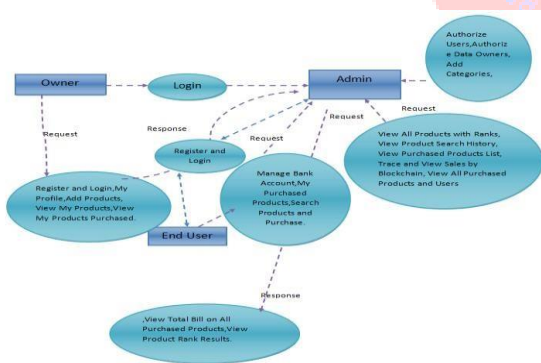 Authorize
Users,Authoriz
e Data Owners,
Add
Categories,
Owner
Login
Admin
Request
Response
Request
Request
Request
Register and
Login
View All Products with Ranks,
View Product Search History,
View Purchased Products List,
Trace and View Sales by
Blockchain, View All Purchased
Products and Users
Manage Bank
Account,My
Purchased
Products,Search
Products and
Purchase.
Register and Login,My
Profile,Add Products,
View My Products,View
My Products Purchased.
End User
Response
,View Total Bill on All
Purchased Products,View
Product Rank Results.